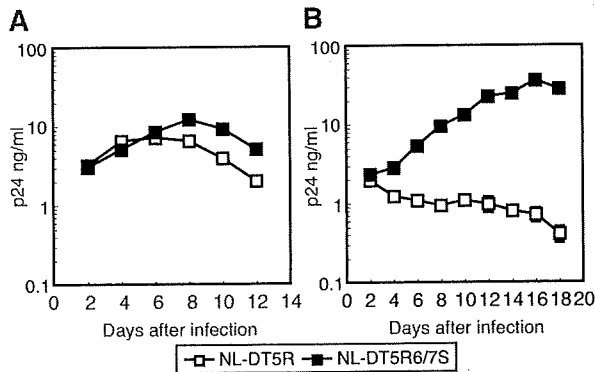 A
B
100
10
1
0.1
p24 ng/ml
0 2 4 6 8 10 12 14
Days after infection
100
10
1
0.1
p24 ng/ml
0 2 4 6 8 10 12 14 16 18 20
Days after infection
NL-DT5R NL-DT5R6/7S